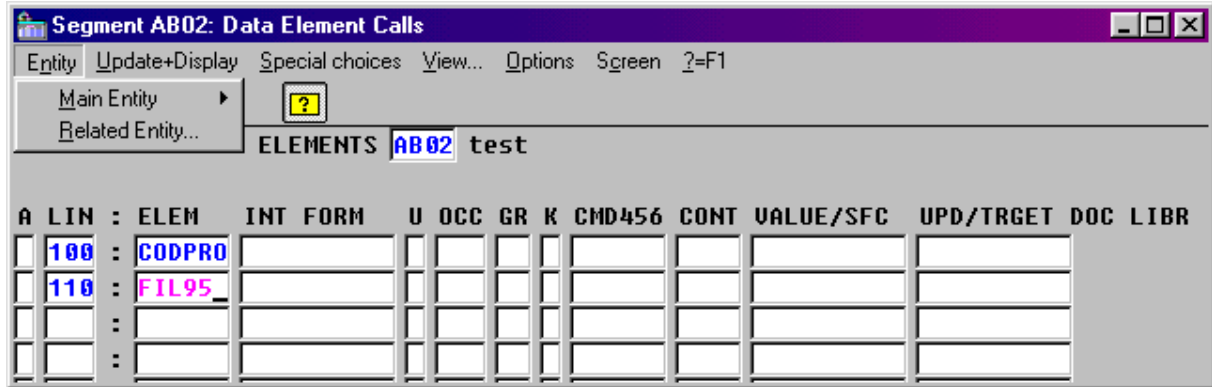 Segment AB02: Data Element Calls
Entity Update+Display Special choices View... Options Screen ?=F1
Main Entity
?
Related Entity...
ELEMENTS AB02 test
A LIN : ELEM INT FORM U OCC GR K CMD456 CONT VALUE/SFC UPD/TRGET DOC LIBR
100 : CODPRO
110 : FIL95_
:
: